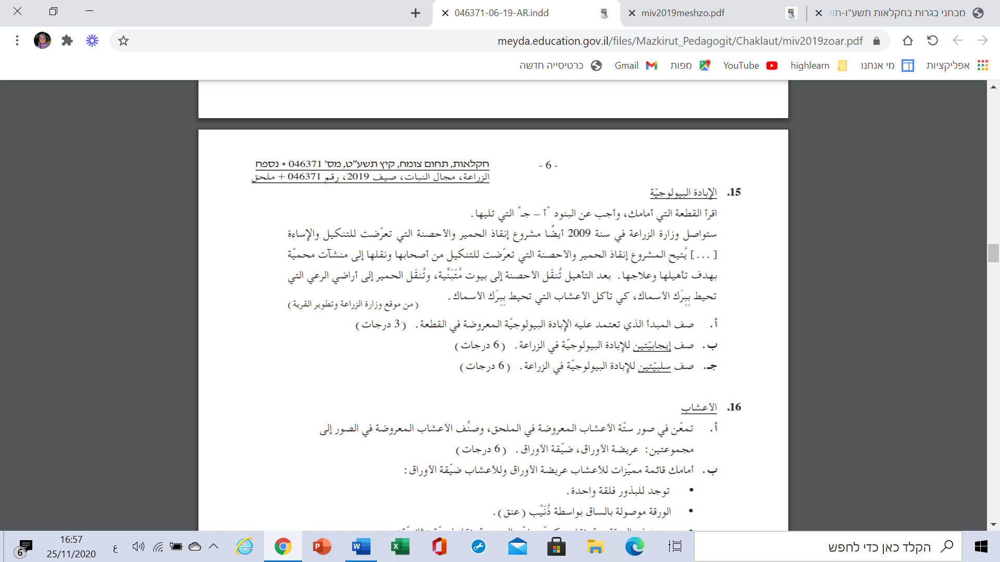 046371-06-19-AR.indd
miv2019meshzo.pdf
מבחני בגרות בחקלאות תשע"ו-תש
meyda.education.gov.il/files/Mazkirut_Pedagogit/Chaklaut/miv2019zoar.pdf
אפליקציות מי אנחנו highlearn YouTube מפות Gmail כרטיסייה חדשה
- 6 -
חקלאות, תחום צומח, קיץ תשע"ט, מס' 046371 + נספח
الزراعة، مجال النبات، صيف 2019، رقم 046371 + ملحق
15. الإبادة البيولوجيّة
اقرأ القطعة التي أمامك، وأجب عن البنود "أ – جـ" التي تليها.
ستواصل وزارة الزراعة في سنة 2009 أيضًا مشروع إنقاذ الحمير والأحصنة التي تعرّضت للتنكيل والإساءة
[...] يُتيح المشروع إنقاذ الحمير والأحصنة التي تعرّضت للتنكيل من أصحابها ونقلها إلى منشآت محميّة
بهدف تأهيلها وعلاجها. بعد التأهيل تُنقَل الأحصنة إلى بيوت مُتَبَنِّية، وتُنقَل الحمير إلى أراضي الرعي التي
تحيط بِبِرَك الأسماك، كي تأكل الأعشاب التي تحيط بِبِرَك الأسماك.
(من موقع وزارة الزراعة وتطوير القرية)
أ. صف المبدأ الذي تعتمد عليه الإبادة البيولوجيّة المعروضة في القطعة. (3 درجات)
ب. صف إيجابيّتين للإبادة البيولوجيّة في الزراعة. (6 درجات)
جـ. صف سلبيّتين للإبادة البيولوجيّة في الزراعة. (6 درجات)
16. الأعشاب
أ. تمعّن في صور ستّة الأعشاب المعروضة في الملحق، وصنِّف الأعشاب المعروضة في الصور إلى
مجموعتين: عريضة الأوراق، ضيّقة الأوراق. (6 درجات)
ب. أمامك قائمة مميّزات للأعشاب عريضة الأوراق وللأعشاب ضيّقة الأوراق:
• توجد للبذور فلقة واحدة.
• الورقة موصولة بالساق بواسطة ذُنَيْب (عنق).
6
16:57
25/11/2020
ع
הקלד כאן כדי לחפש